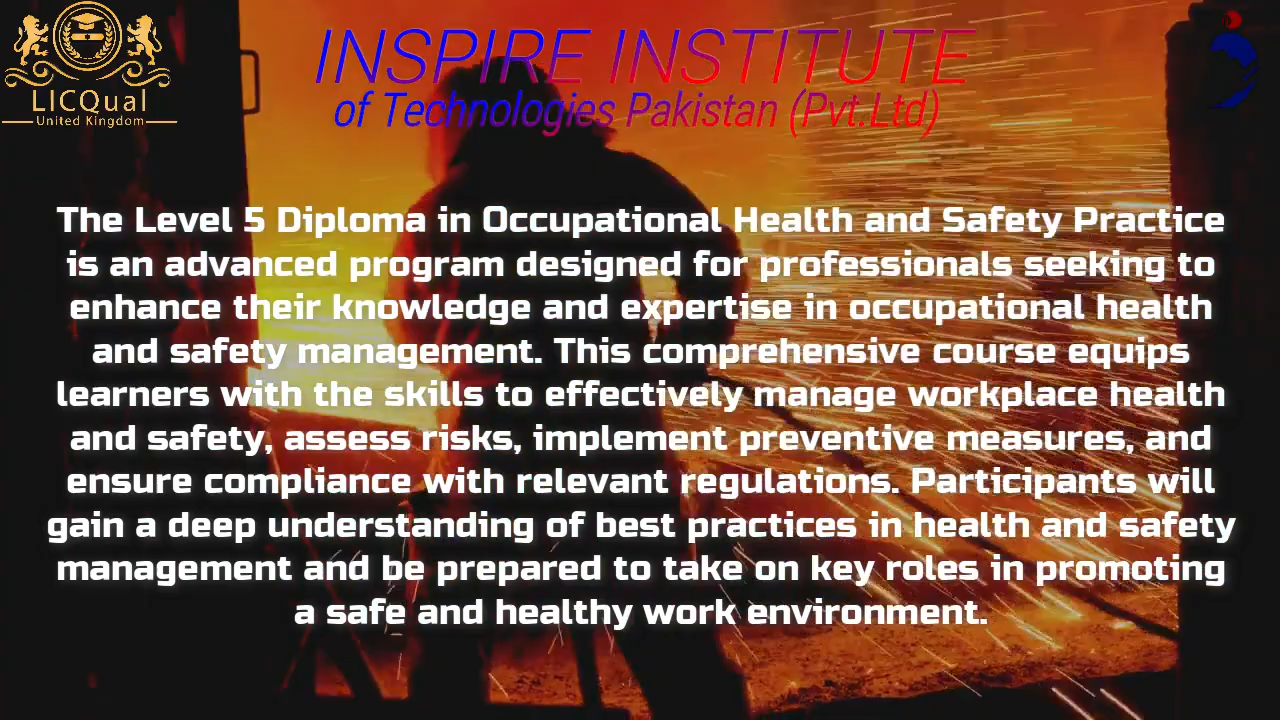 LICQual
United Kingdom
INSPIRE INSTITUTE
of Technologies Pakistan (Pvt.Ltd)
The Level 5 Diploma in Occupational Health and Safety Practice
is an advanced program designed for professionals seeking to
enhance their knowledge and expertise in occupational health
and safety management. This comprehensive course equips
learners with the skills to effectively manage workplace health
and safety, assess risks, implement preventive measures, and
ensure compliance with relevant regulations. Participants will
gain a deep understanding of best practices in health and safety
management and be prepared to take on key roles in promoting
a safe and healthy work environment.